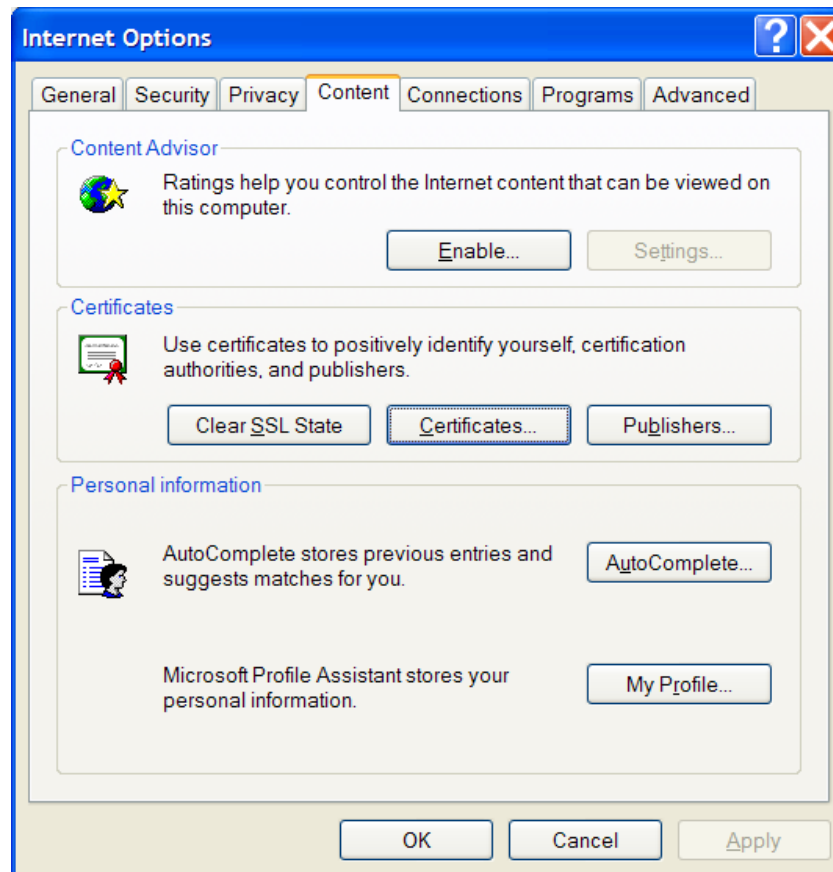 Internet Options
General Security Privacy Content Connections Programs Advanced
Content Advisor
Ratings help you control the Internet content that can be viewed on
this computer.
Enable... Settings...
Certificates
Use certificates to positively identify yourself, certification
authorities, and publishers.
Clear SSL State Certificates... Publishers...
Personal information
AutoComplete stores previous entries and
suggests matches for you.
AutoComplete...
Microsoft Profile Assistant stores your
personal information.
My Profile...
OK Cancel Apply